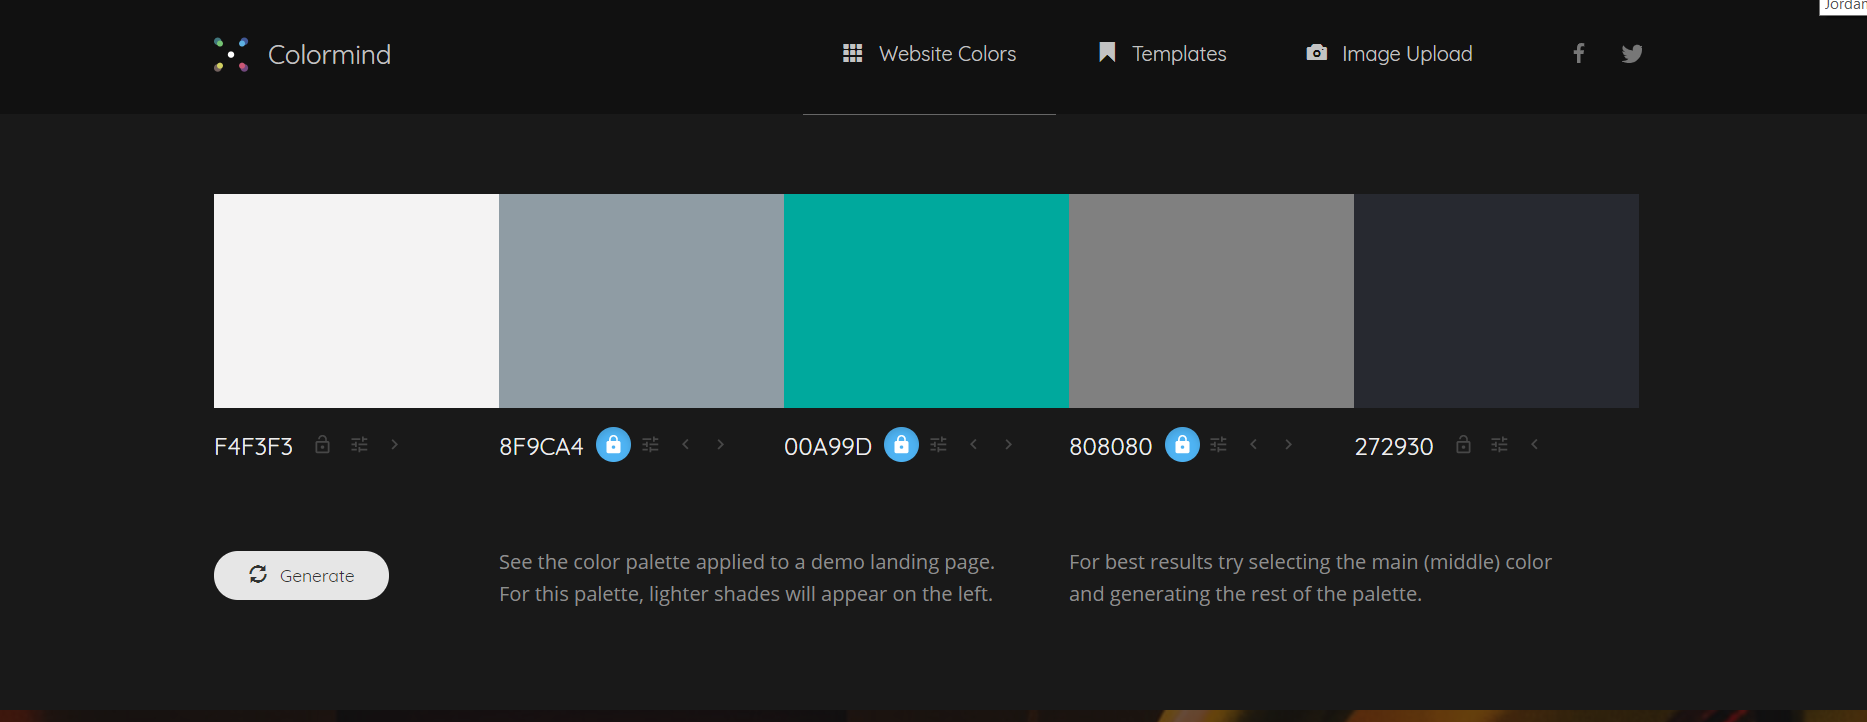 Jordan
Colormind
Website Colors
Templates
Image Upload
F4F3F3
8F9CA4
00A99D
808080
272930
Generate
See the color palette applied to a demo landing page.
For this palette, lighter shades will appear on the left.
For best results try selecting the main (middle) color
and generating the rest of the palette.